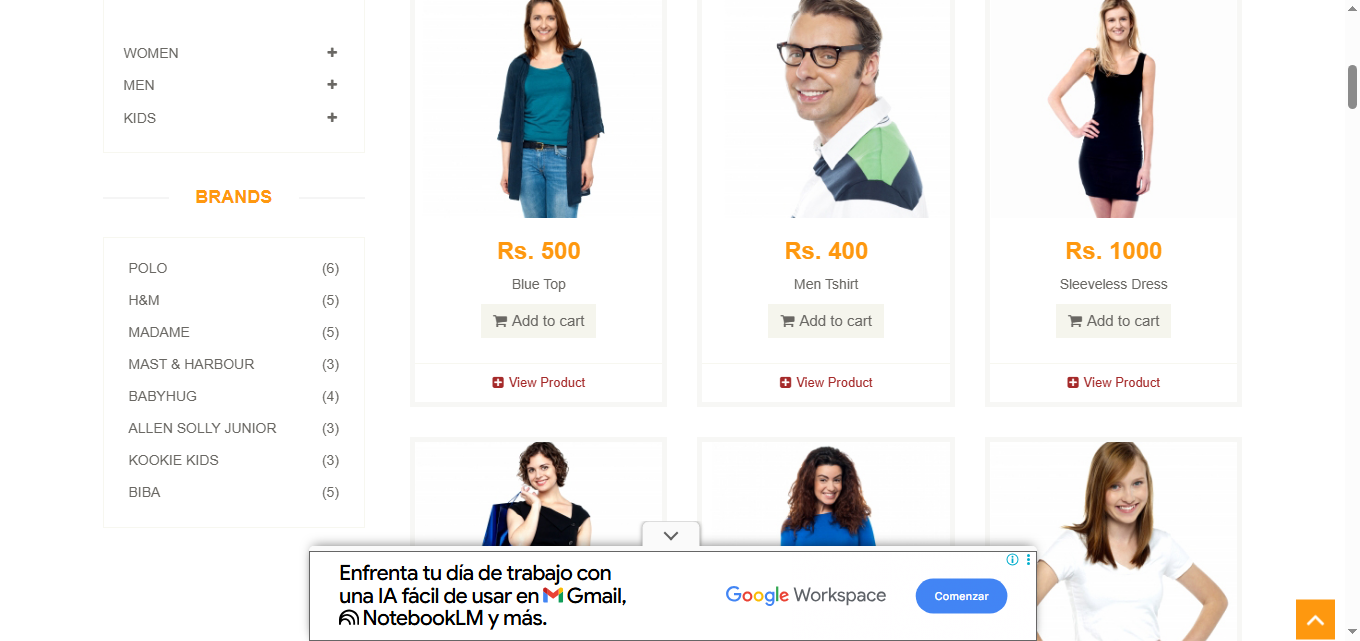 WOMEN
MEN
KIDS
BRANDS
POLO (6)
H&M (5)
MADAME (5)
MAST & HARBOUR (3)
BABYHUG (4)
ALLEN SOLLY JUNIOR (3)
KOOKIE KIDS (3)
BIBA (5)
Rs. 500
Blue Top
Add to cart
View Product
Rs. 400
Men Tshirt
Add to cart
View Product
Rs. 1000
Sleeveless Dress
Add to cart
View Product
Enfrenta tu día de trabajo con
una IA fácil de usar en Gmail,
NotebookLM y más.
Google Workspace
Comenzar